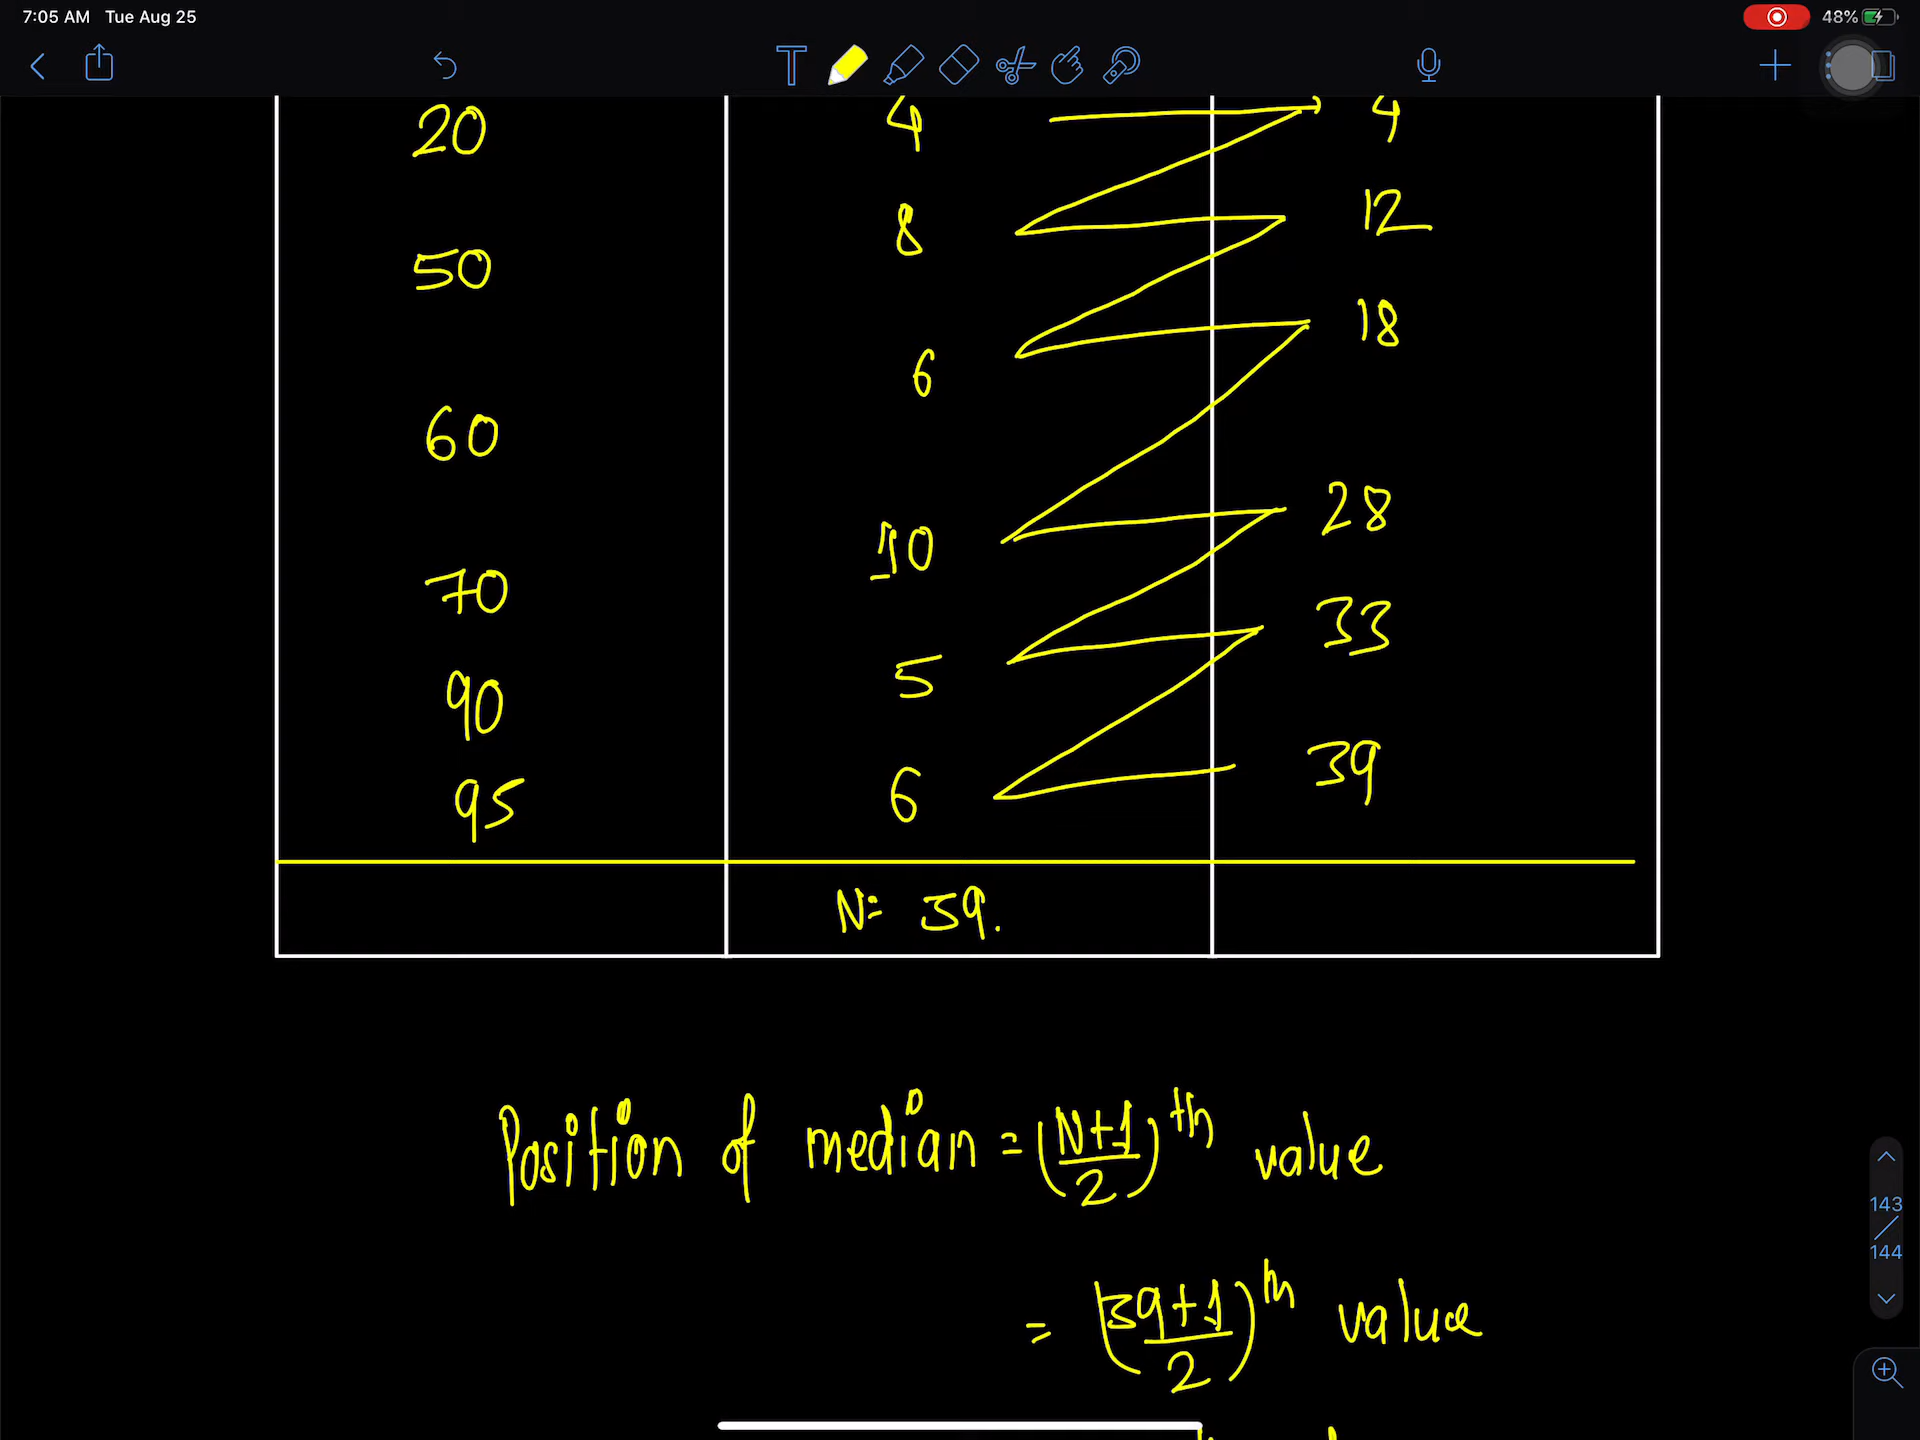 7:05 AM Tue Aug 25
48%
T
20 4 4
8 12
50
6 18
60
10 28
70
5 33
90
95 6 39
N= 39.
Position of median = (N+1/2)th value
= (39+1/2)th value
143
144